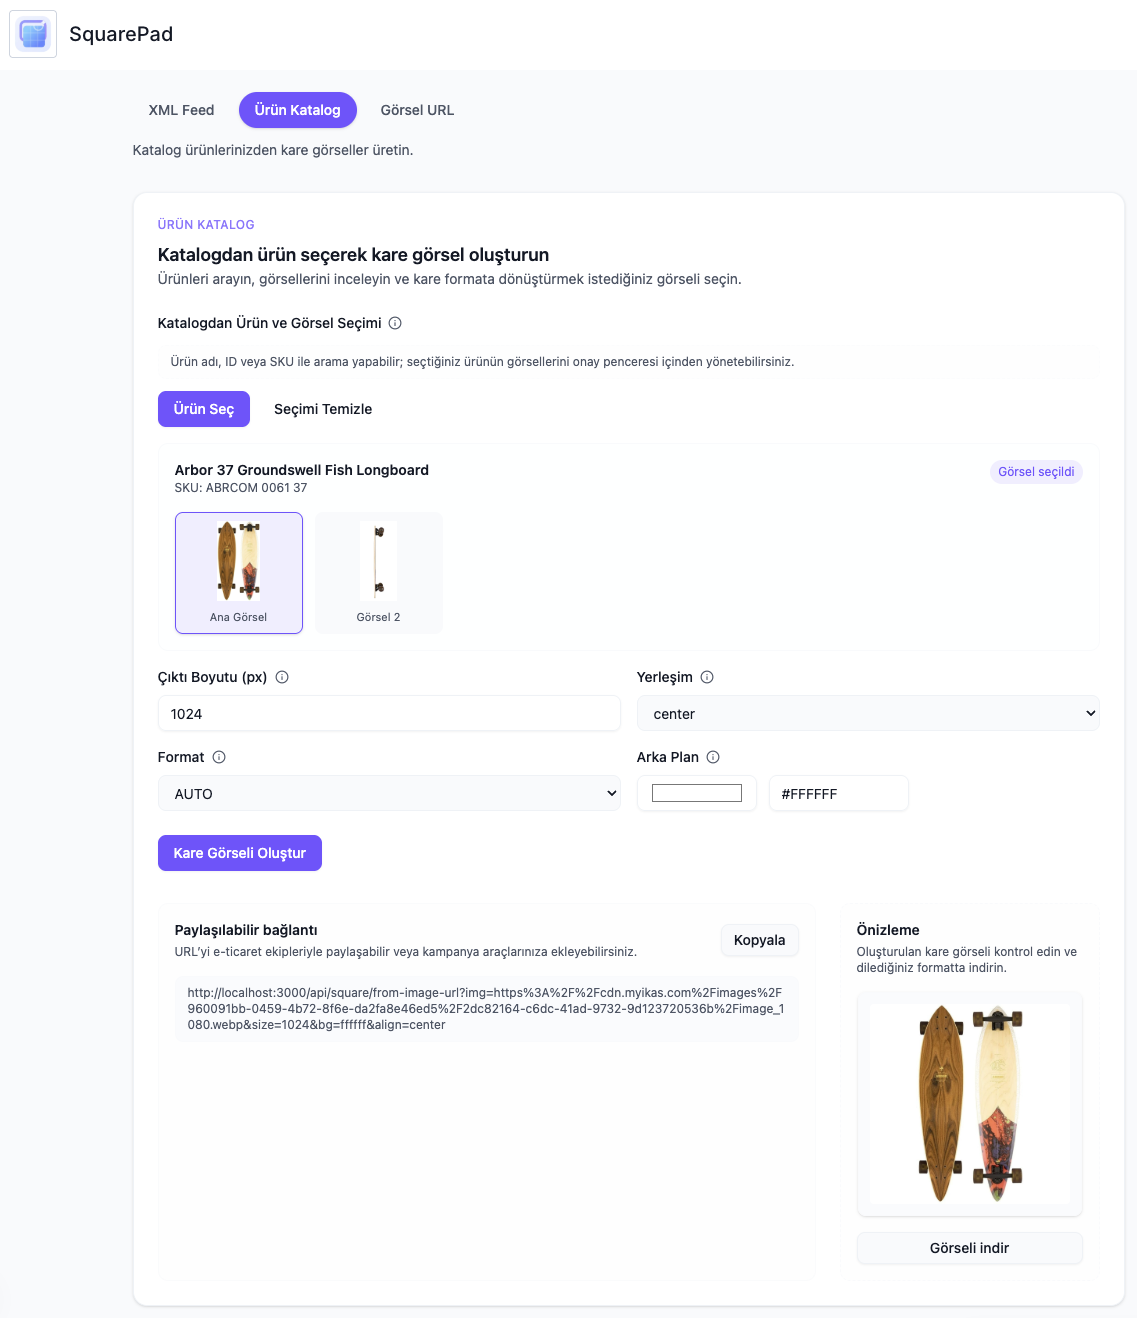 SquarePad
XML Feed
Ürün Katalog
Görsel URL
Katalog ürünlerinizden kare görseller üretin.
ÜRÜN KATALOG
Katalogdan ürün seçerek kare görsel oluşturun
Ürünleri arayın, görsellerini inceleyin ve kare formata dönüştürmek istediğiniz görseli seçin.
Katalogdan Ürün ve Görsel Seçimi
Ürün adı, ID veya SKU ile arama yapabilir; seçtiğiniz ürünün görsellerini onay penceresi içinden yönetebilirsiniz.
Ürün Seç
Seçimi Temizle
Arbor 37 Groundswell Fish Longboard
SKU: ABRCOM 0061 37
Görsel seçildi
Ana Görsel
Görsel 2
Çıktı Boyutu (px)
1024
Yerleşim
center
Format
AUTO
Arka Plan
#FFFFFF
Kare Görseli Oluştur
Paylaşılabilir bağlantı
URL'yi e-ticaret ekipleriyle paylaşabilir veya kampanya araçlarınıza ekleyebilirsiniz.
Kopyala
http://localhost:3000/api/square/from-image-url?img=https%3A%2F%2Fcdn.myikas.com%2Fimages%2F
960091bb-0459-4b72-8f6e-da2fa8e46ed5%2F2dc82164-c6dc-41ad-9732-9d123720536b%2Fimage_1
080.webp&size=1024&bg=ffffff&align=center
Önizleme
Oluşturulan kare görseli kontrol edin ve
dilediğiniz formatta indirin.
Görseli indir